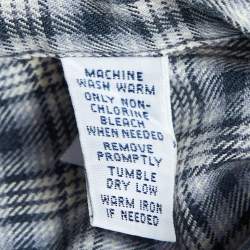 MACHINE
WASH WARM
ONLY NON-
CHLORINE
BLEACH
WHEN NEEDED
REMOVE
PROMPTLY
TUMBLE
DRY LOW
WARM IRON
IF NEEDED